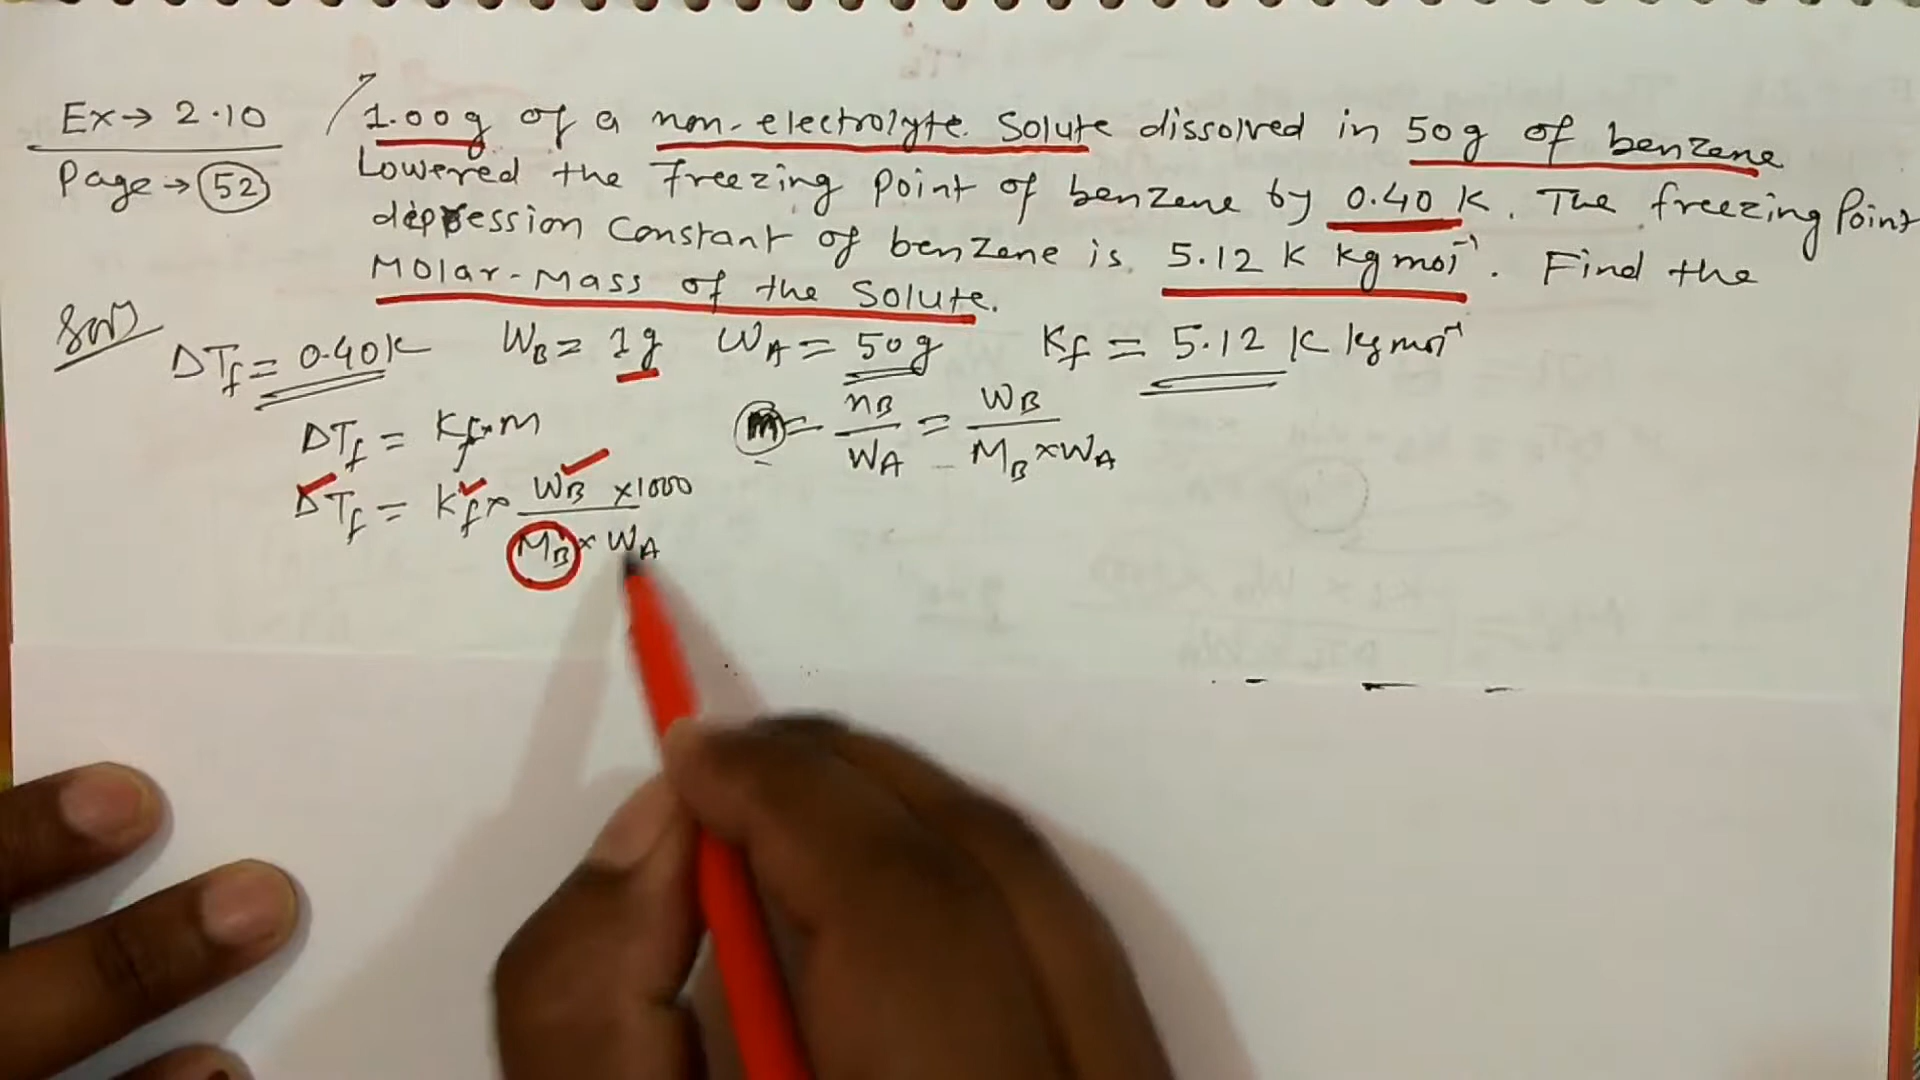 Ex→ 2.10
Page → 52
1.00g of a non-electrolyte Solute dissolved in 50g of benzene
Lowered the freezing Point of benzene by 0.40 K. The freezing Point
depression Constant of benzene is 5.12 K Kg mol⁻¹. Find the
Molar-Mass of the Solute.
ΔTf = 0.40K WB = 1g WA = 50g Kf = 5.12 K kg mol⁻¹
ΔTf = Kf × m
m = nB/WA = WB/MB×WA
ΔTf = Kf × WB ×1000/MB × WA